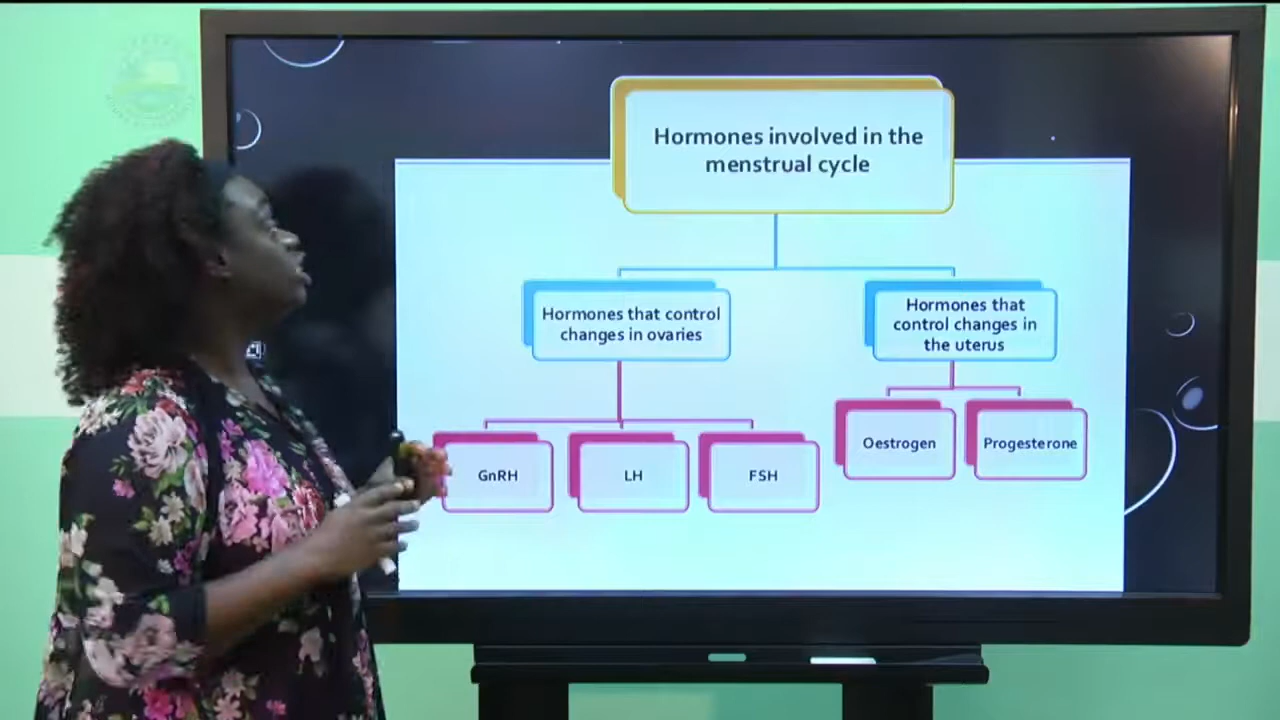 Hormones involved in the
menstrual cycle
Hormones that control
changes in ovaries
Hormones that
control changes in
the uterus
GnRH
LH
FSH
Oestrogen
Progesterone